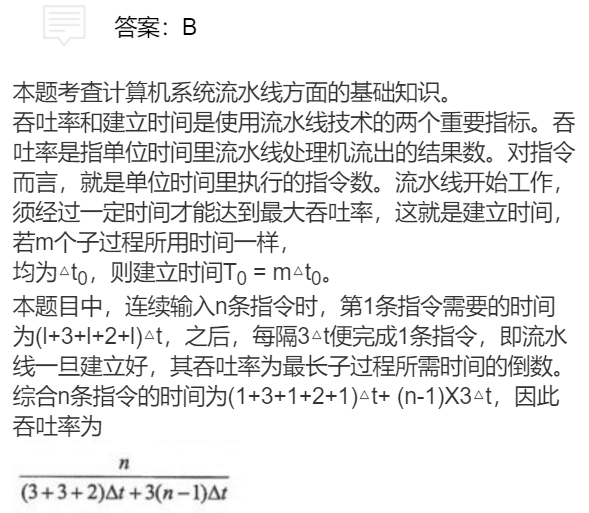 答案：B
本题考查计算机系统流水线方面的基础知识。
吞吐率和建立时间是使用流水线技术的两个重要指标。吞
吐率是指单位时间里流水线处理机流出的结果数。对指令
而言，就是单位时间里执行的指令数。流水线开始工作，
须经过一定时间才能达到最大吞吐率，这就是建立时间，
若m个子过程所用时间一样，
均为△t₀，则建立时间T₀ = m△t₀。
本题目中，连续输入n条指令时，第1条指令需要的时间
为(l+3+l+2+l)△t，之后，每隔3△t便完成1条指令，即流水
线一旦建立好，其吞吐率为最长子过程所需时间的倒数。
综合n条指令的时间为(1+3+1+2+1)△t+ (n-1)X3△t，因此
吞吐率为
n
(3+3+2)Δt+3(n−1)Δt